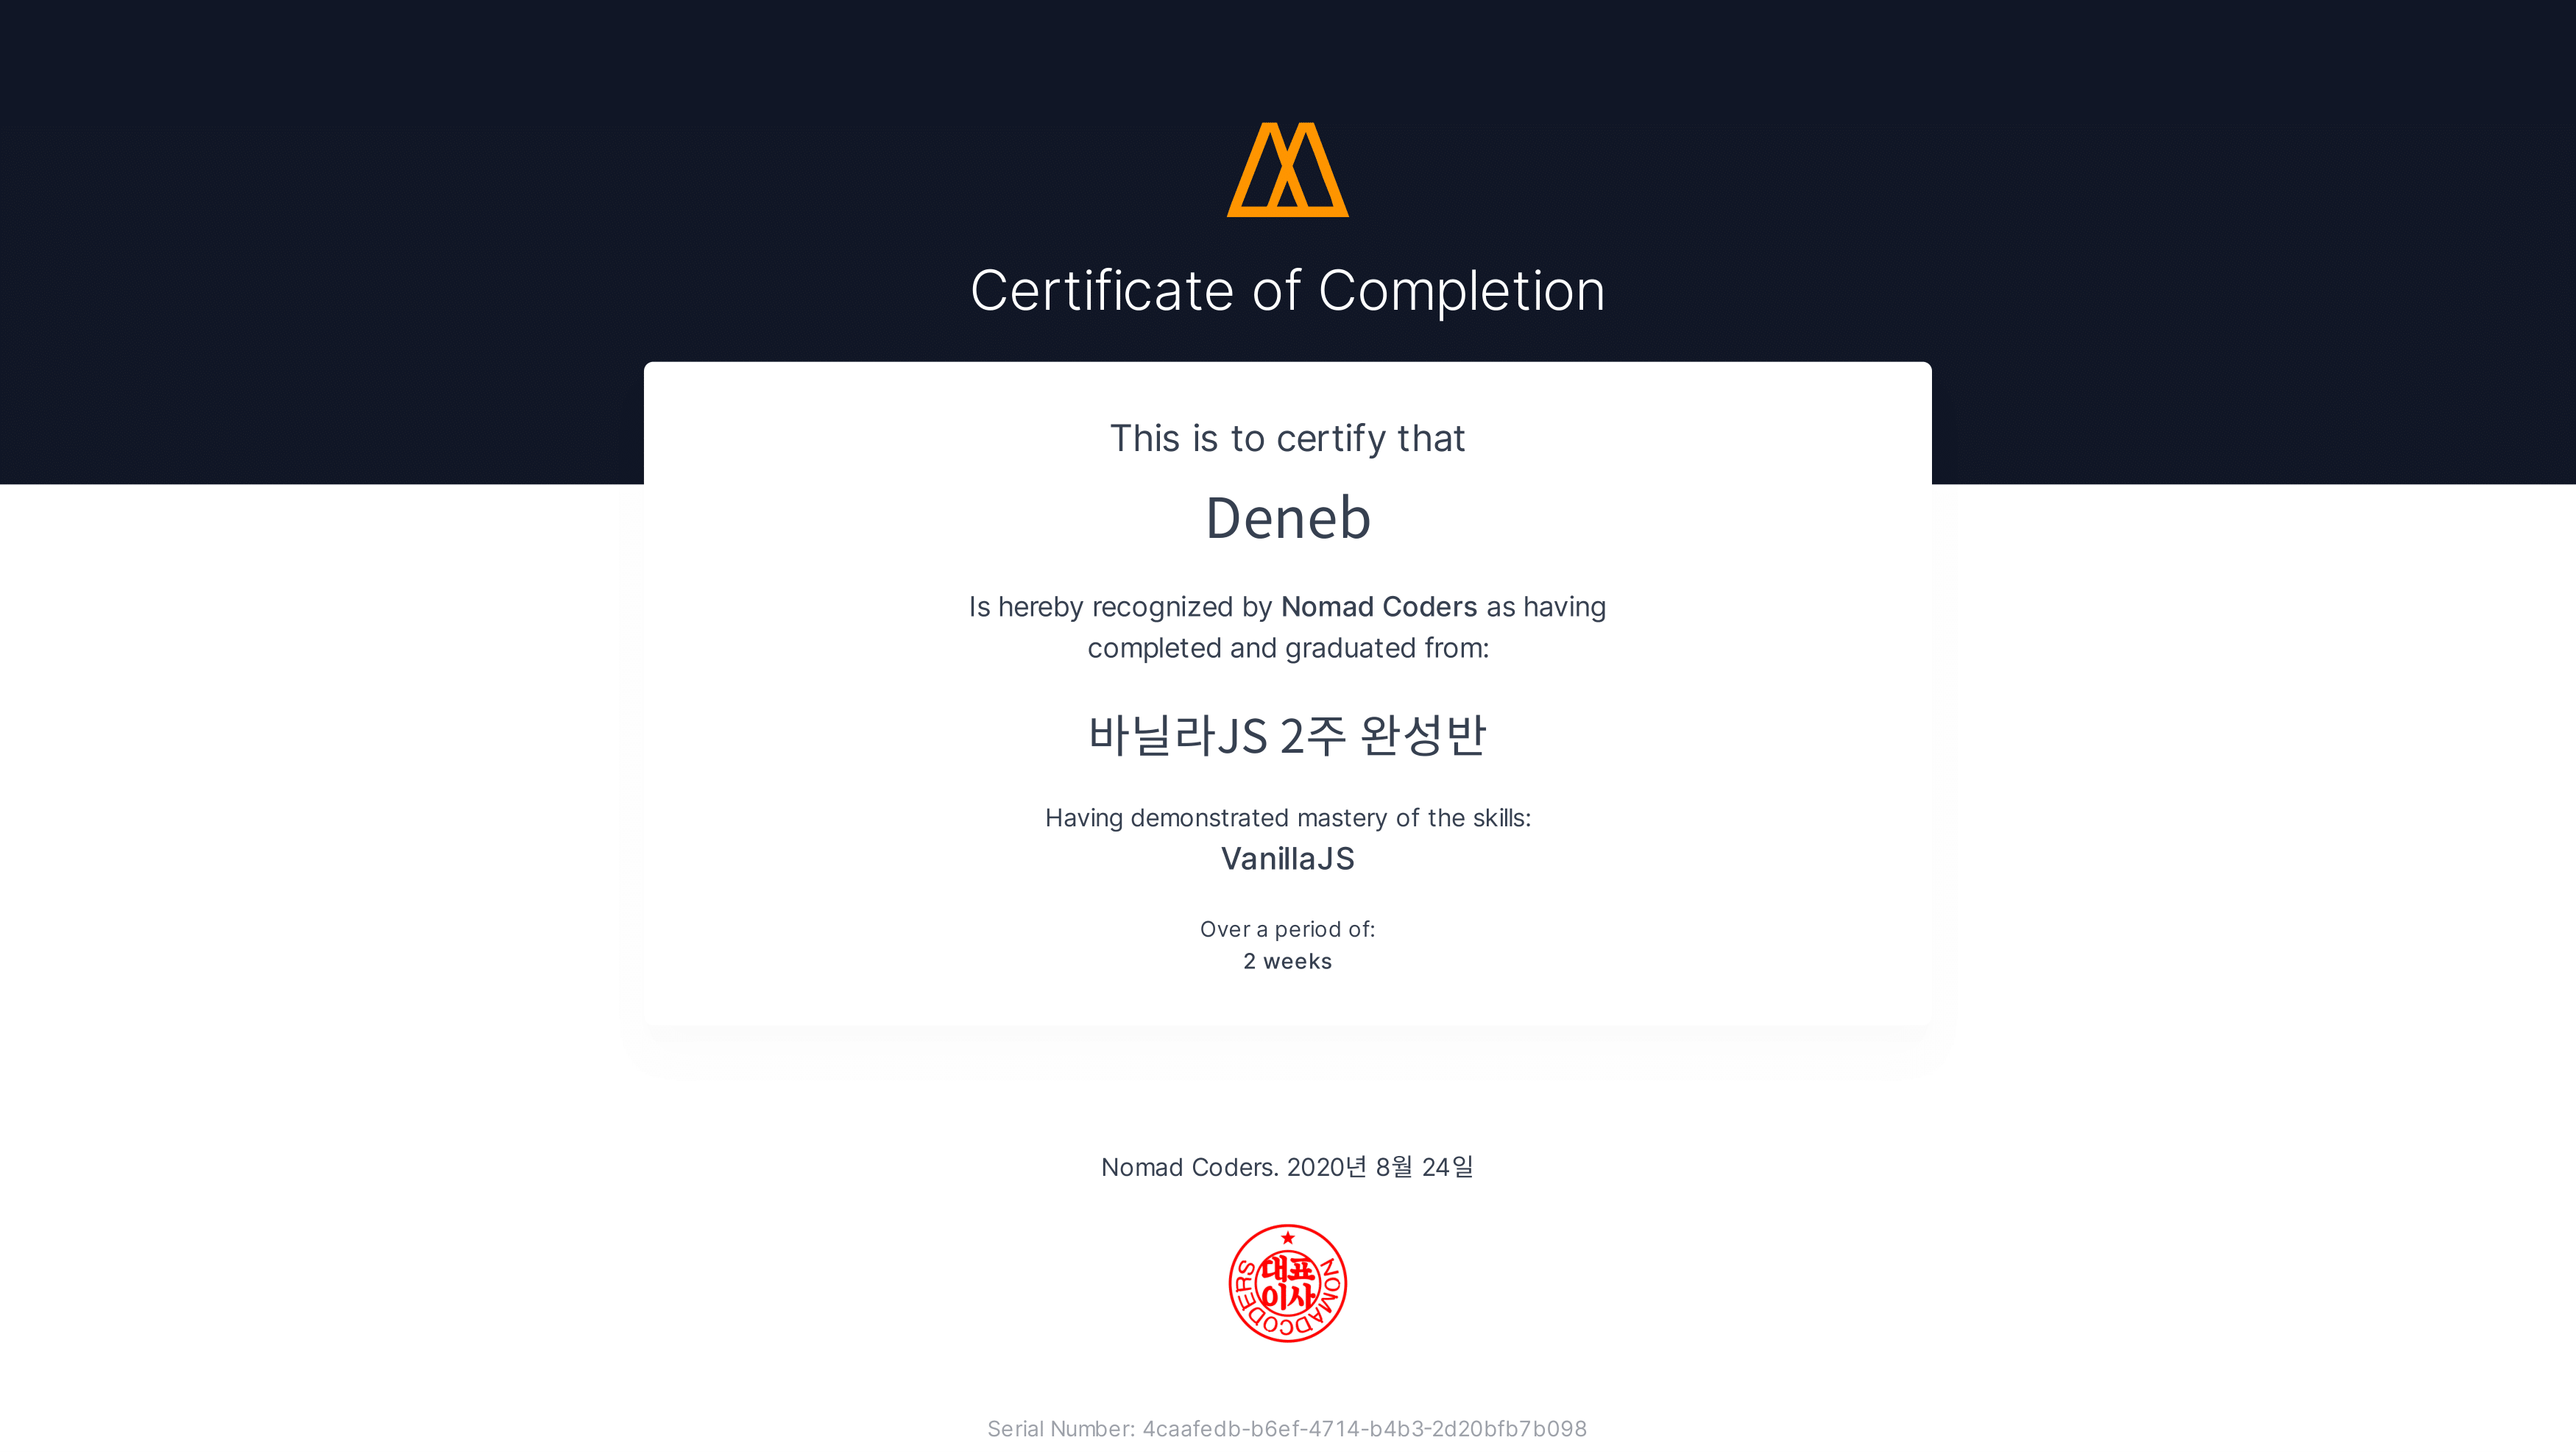 Certificate of Completion
This is to certify that
Deneb
Is hereby recognized by Nomad Coders as having
completed and graduated from:
바닐라JS 2주 완성반
Having demonstrated mastery of the skills:
VanillaJS
Over a period of:
2 weeks
Nomad Coders. 2020년 8월 24일
NOMADCODERS
대표
이사
Serial Number: 4caafedb-b6ef-4714-b4b3-2d20bfb7b098